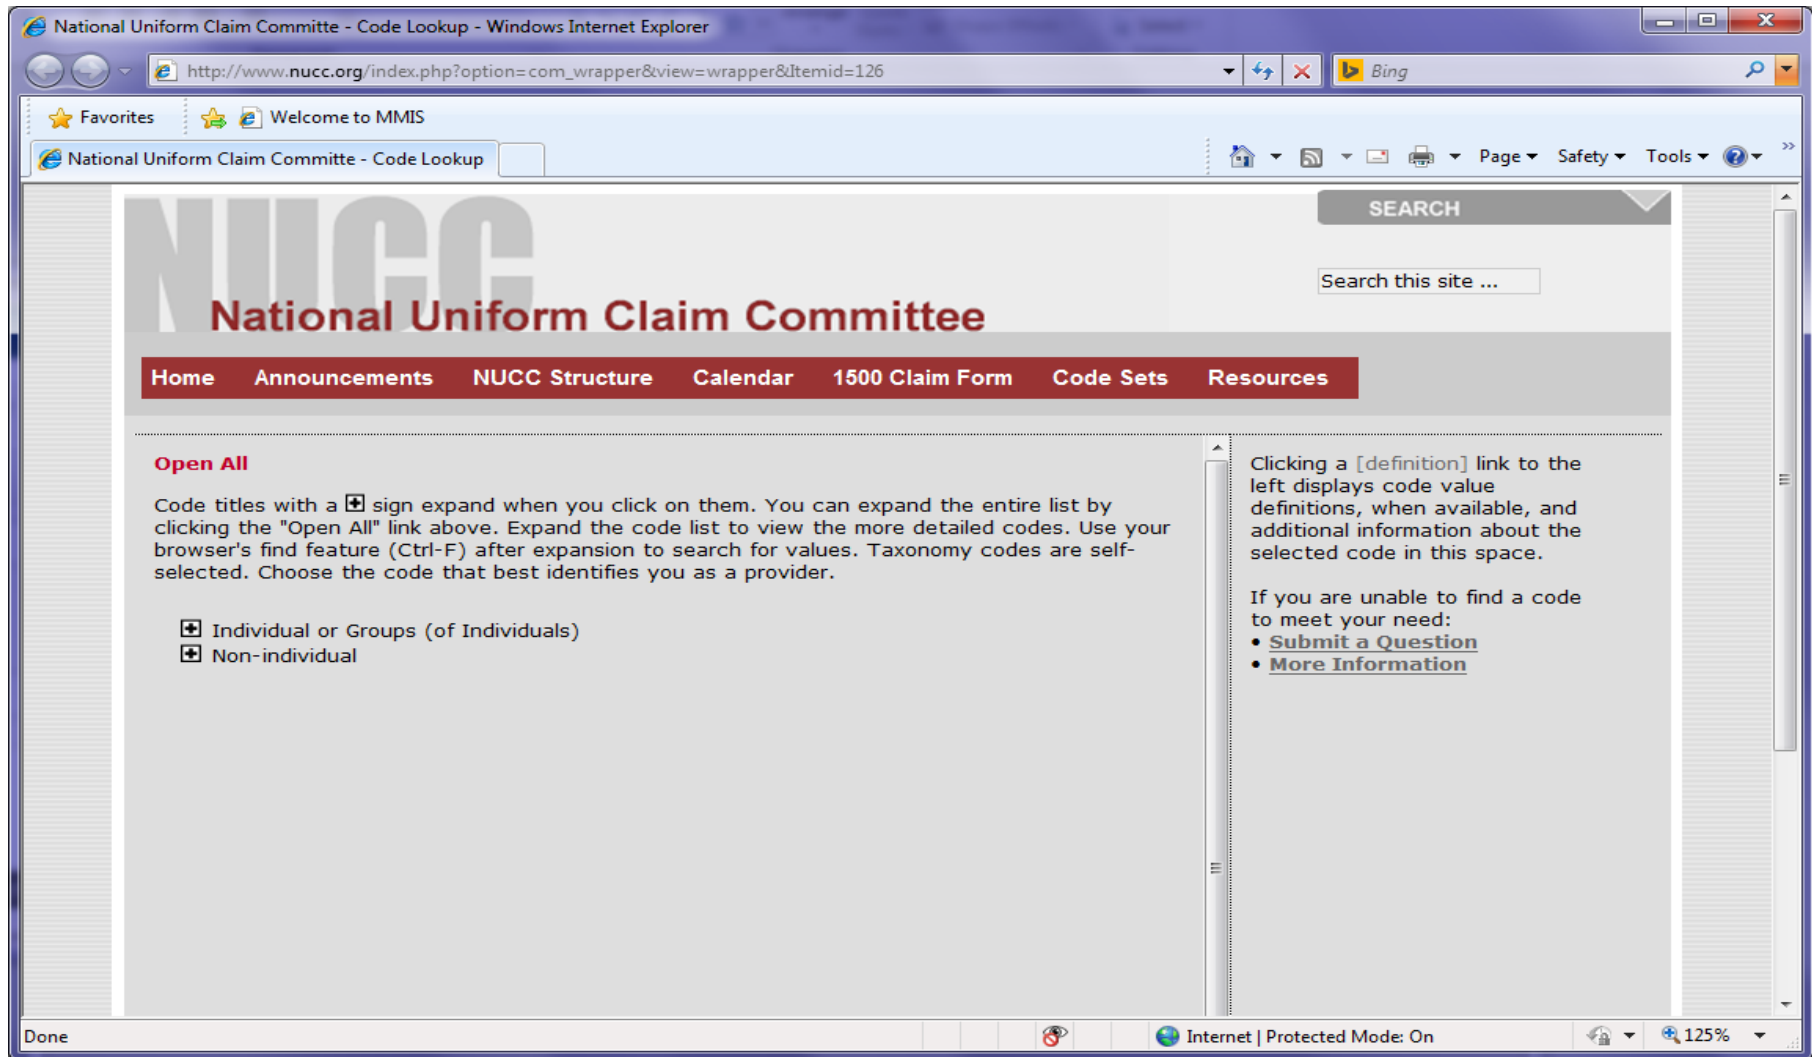 National Uniform Claim Committe - Code Lookup - Windows Internet Explorer
http://www.nucc.org/index.php?option=com_wrapper&view=wrapper&Itemid=126
Bing
Favorites
Welcome to MMIS
National Uniform Claim Committe - Code Lookup
Page
Safety
Tools
NUCC
National Uniform Claim Committee
SEARCH
Search this site ...
Home Announcements NUCC Structure Calendar 1500 Claim Form Code Sets Resources
Open All
Code titles with a + sign expand when you click on them. You can expand the entire list by
clicking the "Open All" link above. Expand the code list to view the more detailed codes. Use your
browser's find feature (Ctrl-F) after expansion to search for values. Taxonomy codes are self-
selected. Choose the code that best identifies you as a provider.
Individual or Groups (of Individuals)
Non-individual
Clicking a [definition] link to the
left displays code value
definitions, when available, and
additional information about the
selected code in this space.
If you are unable to find a code
to meet your need:
• Submit a Question
• More Information
Done
Internet | Protected Mode: On
125%